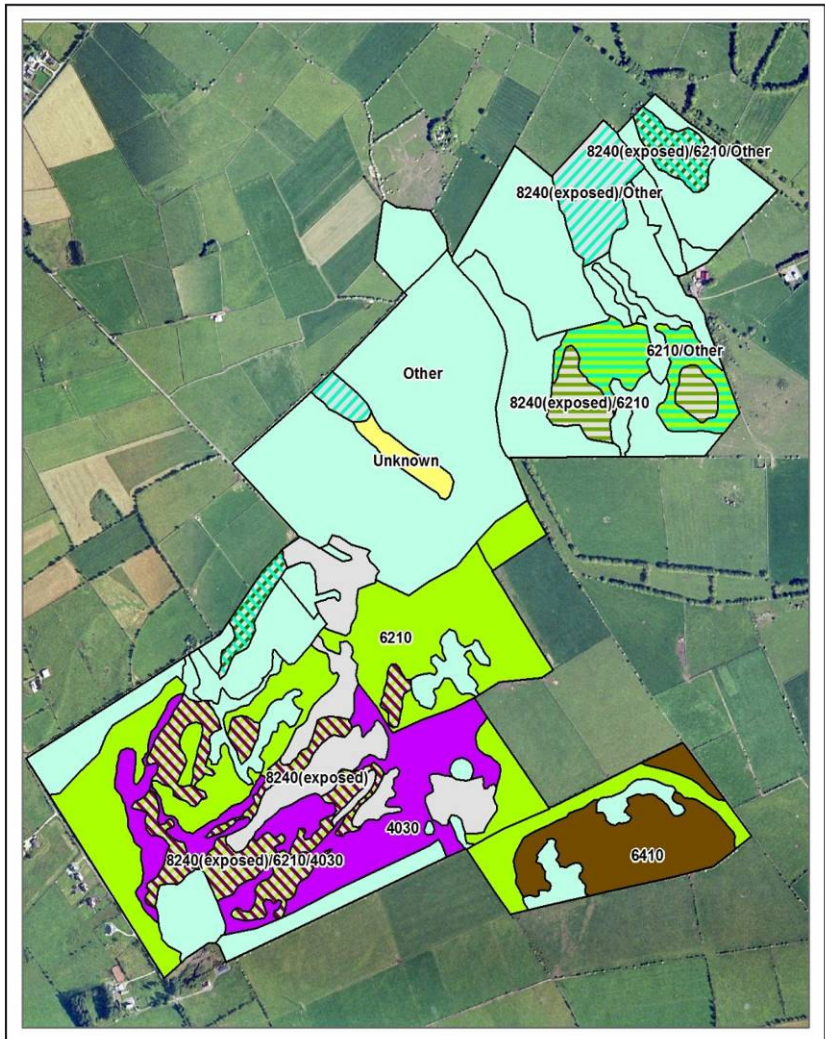 8240(exposed)/6210/Other
8240(exposed)/Other
6210/Other
Other
8240(exposed)/6210
Unknown
6210
8240(exposed)
4030
8240(exposed)/6210/4030
6410